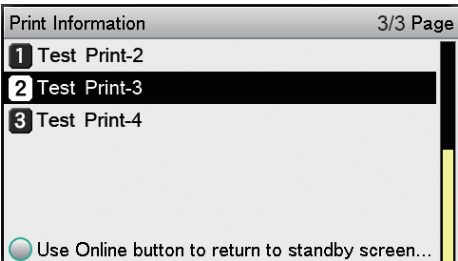 Print Information 3/3 Page
1 Test Print-2
2 Test Print-3
3 Test Print-4
Use Online button to return to standby screen...